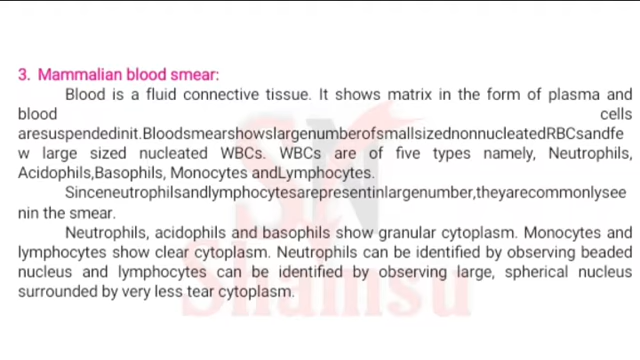 3. Mammalian blood smear:
Blood is a fluid connective tissue. It shows matrix in the form of plasma and
blood cells
aresuspendedinit.BloodsmearshowslargenumberofsmallsizednonnucleatedRBCsandfe
w large sized nucleated WBCs. WBCs are of five types namely, Neutrophils,
Acidophils,Basophils, Monocytes andLymphocytes.
Sinceneutrophilsandlymphocytesarepresentinlargenumber,theyarecommonlysee
nin the smear.
Neutrophils, acidophils and basophils show granular cytoplasm. Monocytes and
lymphocytes show clear cytoplasm. Neutrophils can be identified by observing beaded
nucleus and lymphocytes can be identified by observing large, spherical nucleus
surrounded by very less tear cytoplasm.
SN
Shamsu